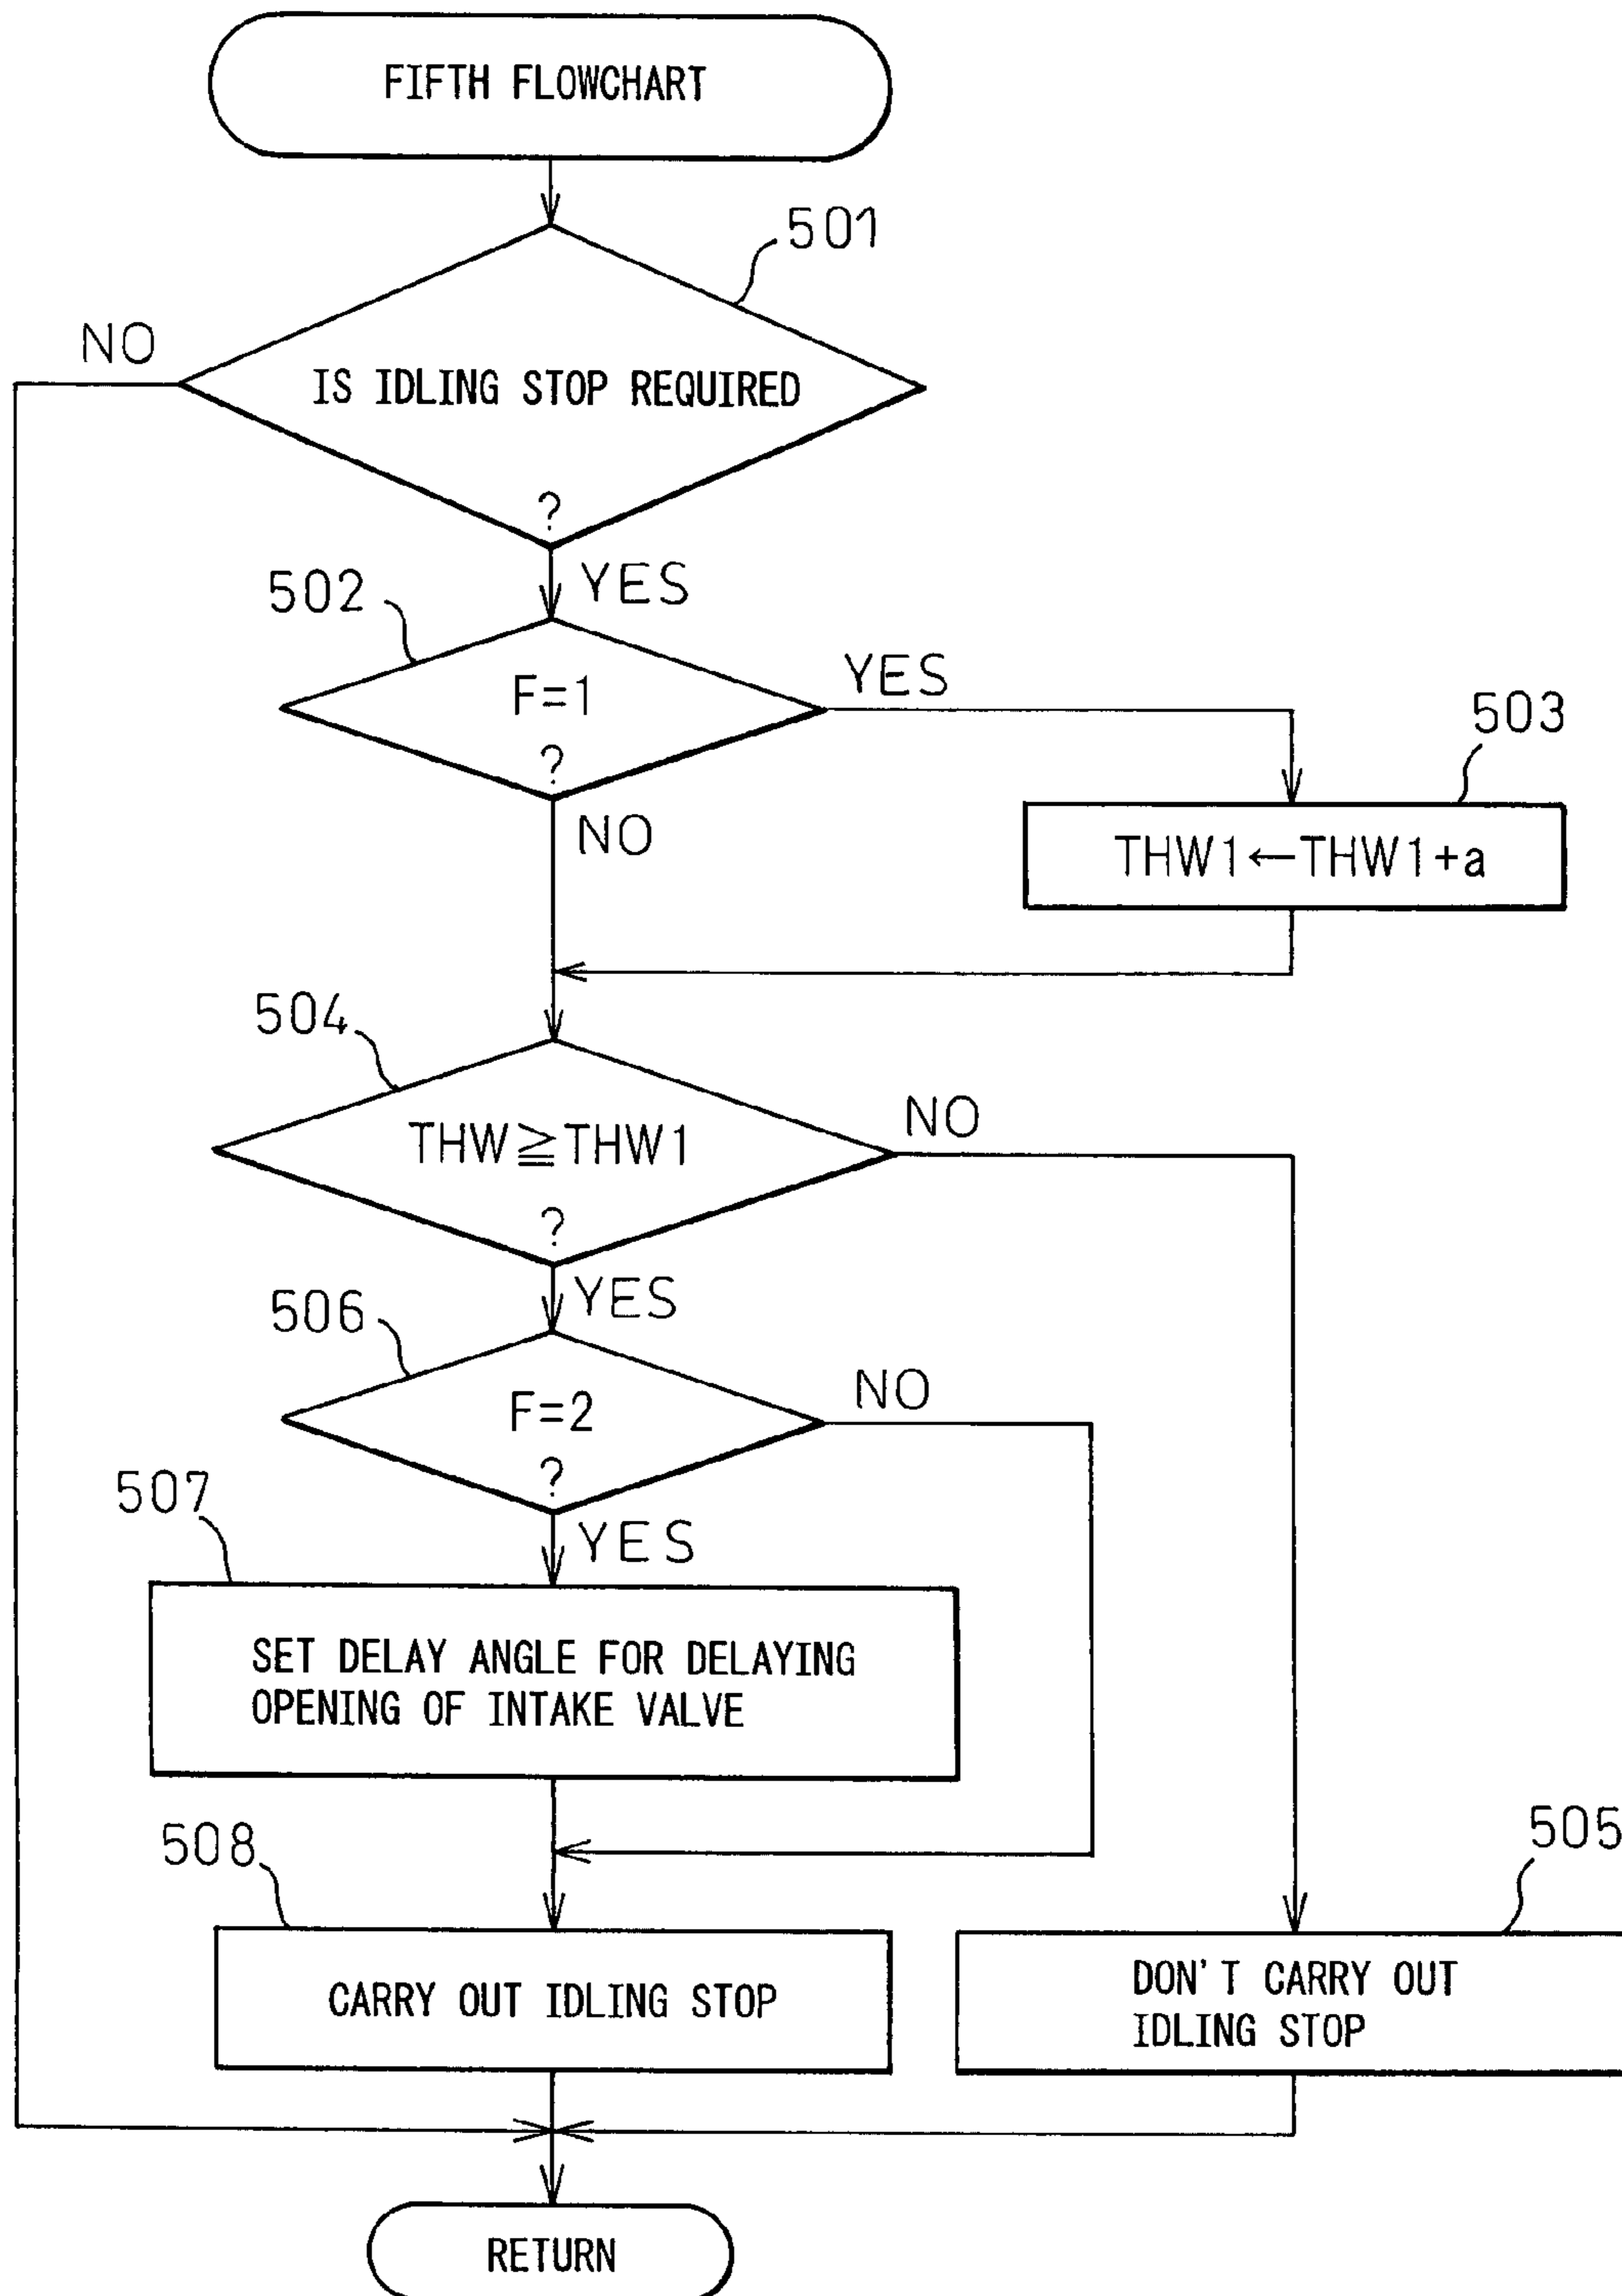 FIFTH FLOWCHART
501
NO
IS IDLING STOP REQUIRED
?
YES
502
F=1
?
YES
503
NO
THW1←THW1+a
504
THW≧THW1
?
NO
YES
506
F=2
?
NO
507
YES
SET DELAY ANGLE FOR DELAYING
OPENING OF INTAKE VALVE
508
505
CARRY OUT IDLING STOP
DON'T CARRY OUT
IDLING STOP
RETURN